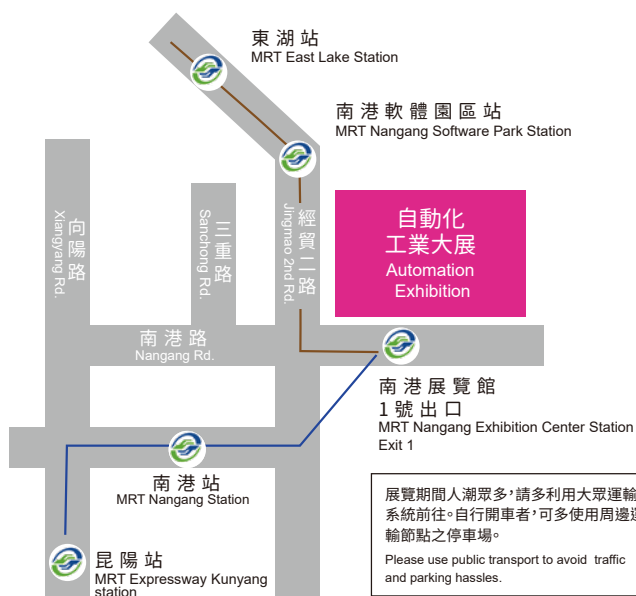 東湖站
MRT East Lake Station
南港軟體園區站
MRT Nangang Software Park Station
向陽路
Xiangyang Rd.
三重路
Sanchong Rd.
經貿二路
Jingmao 2nd Rd.
自動化
工業大展
Automation
Exhibition
南港路
Nangang Rd.
南港展覽館
1號出口
MRT Nangang Exhibition Center Station
Exit 1
南港站
MRT Nangang Station
昆陽站
MRT Expressway Kunyang
station
展覽期間人潮眾多，請多利用大眾運輸
系統前往。自行開車者，可多使用周邊運
輸節點之停車場。
Please use public transport to avoid traffic
and parking hassles.